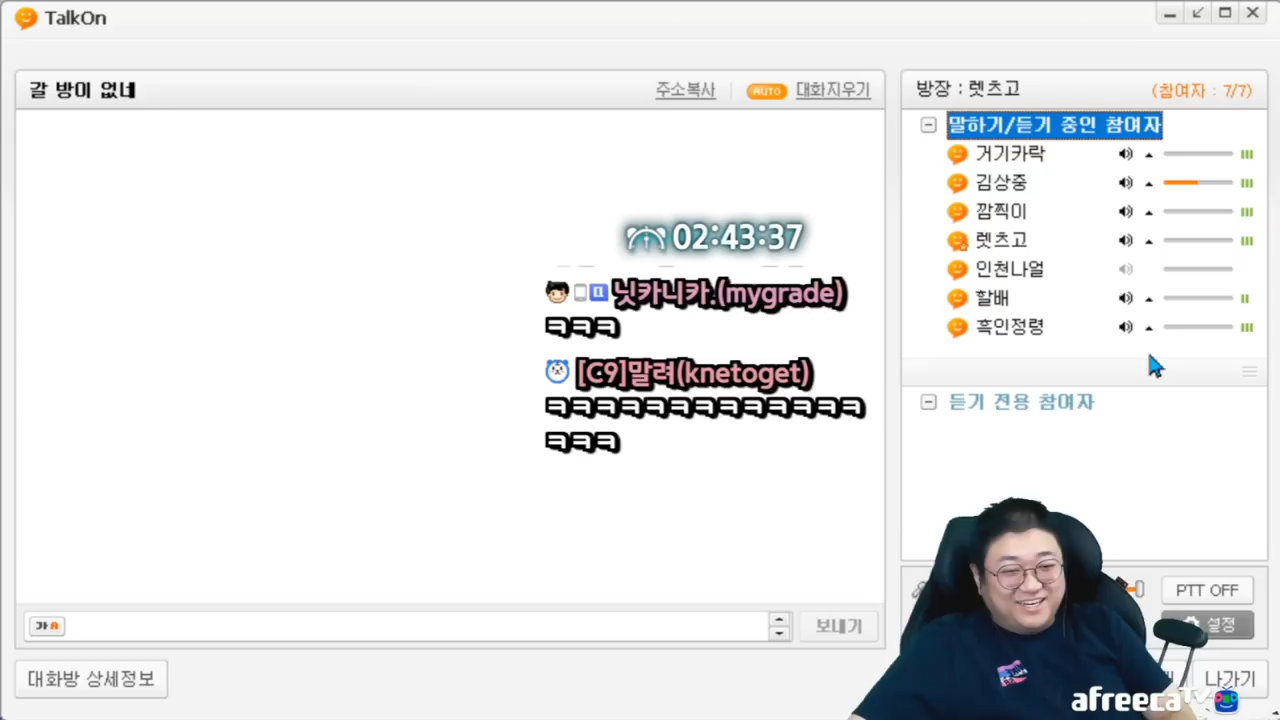 TalkOn
갈 방이 없네
주소복사
AUTO
대화지우기
방장 : 렛츠고
(참여자 : 7/7)
말하기/듣기 중인 참여자
거기카락
김상중
깜찍이
렛츠고
인천나얼
할배
흑인정령
듣기 전용 참여자
02:43:37
닛카니카.(mygrade)
ㅋㅋㅋ
[C9]말려(knetoget)
ㅋㅋㅋㅋㅋㅋㅋㅋㅋㅋㅋㅋㅋ
ㅋㅋㅋ
가
보내기
PTT OFF
설정
대화방 상세정보
나가기
afreecaTV